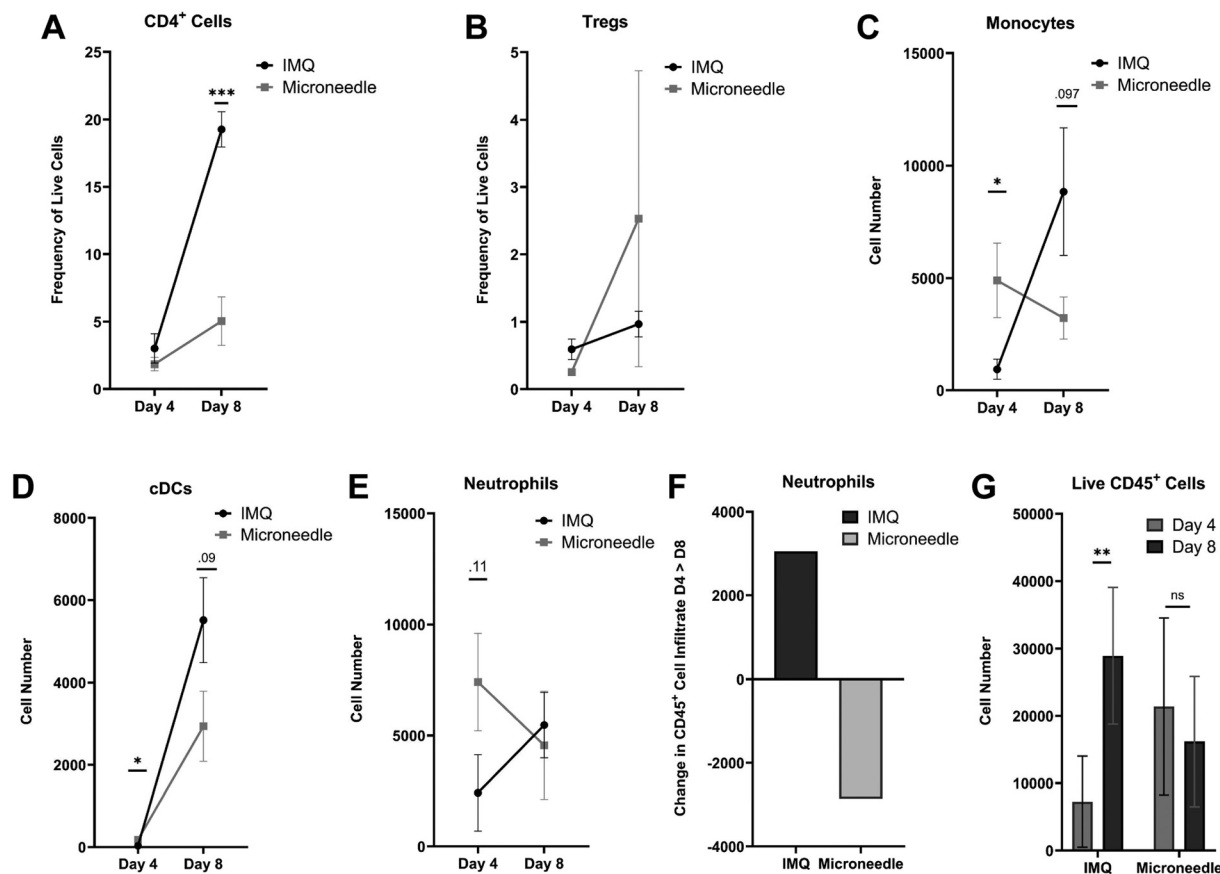 A
CD4⁺ Cells
IMQ
Microneedle
***
Frequency of Live Cells
25
20
15
10
5
0
Day 4 Day 8
B
Tregs
IMQ
Microneedle
Frequency of Live Cells
6
5
4
3
2
1
0
Day 4 Day 8
C
Monocytes
IMQ
Microneedle
.097
*
Cell Number
15000
10000
5000
0
Day 4 Day 8
D
cDCs
IMQ
Microneedle
.09
*
Cell Number
8000
6000
4000
2000
0
Day 4 Day 8
E
Neutrophils
IMQ
Microneedle
.11
Cell Number
15000
10000
5000
0
Day 4 Day 8
F
Neutrophils
IMQ
Microneedle
Change in CD45⁺ Cell Infiltrate D4 > D8
4000
2000
0
-2000
-4000
IMQ Microneedle
G
Live CD45⁺ Cells
Day 4
Day 8
**
ns
Cell Number
50000
40000
30000
20000
10000
0
IMQ Microneedle